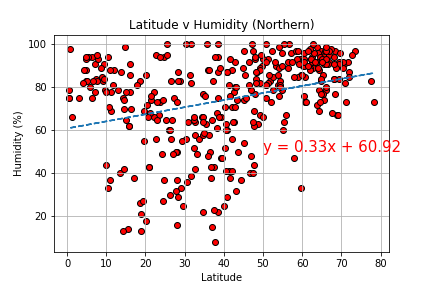 Latitude v Humidity (Northern)
100
80
60
40
20
Humidity (%)
y = 0.33x + 60.92
0 10 20 30 40 50 60 70 80
Latitude